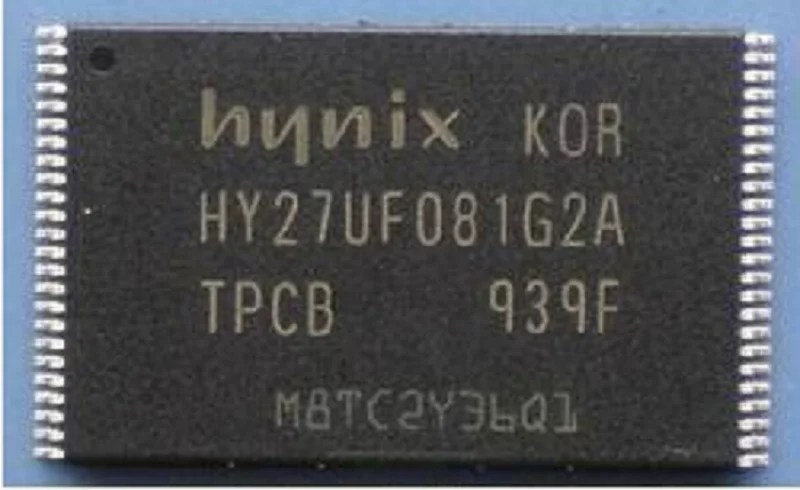 hynix KOR
HY27UF081G2A
TPCB 939F
M8TC2Y36Q1